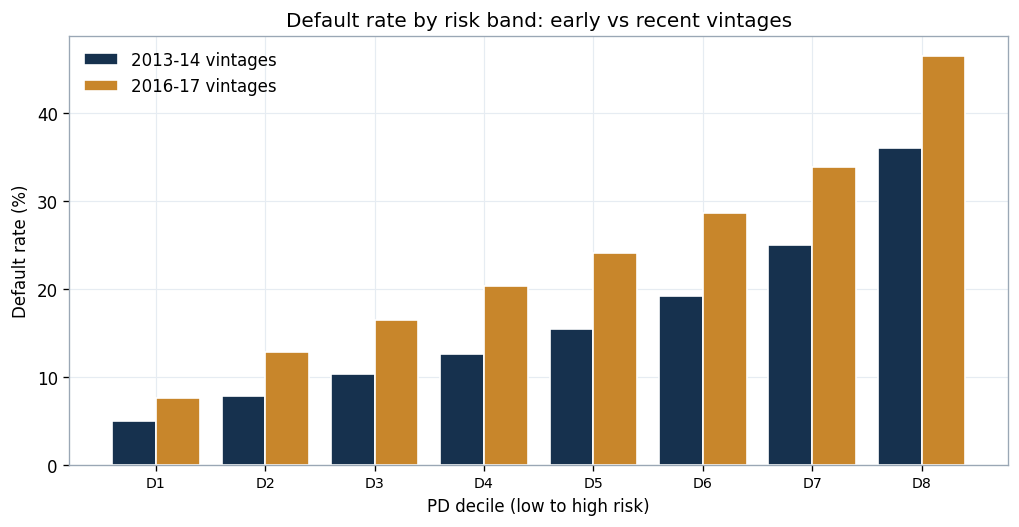 Default rate by risk band: early vs recent vintages
2013-14 vintages
2016-17 vintages
Default rate (%)
40
30
20
10
0
D1 D2 D3 D4 D5 D6 D7 D8
PD decile (low to high risk)